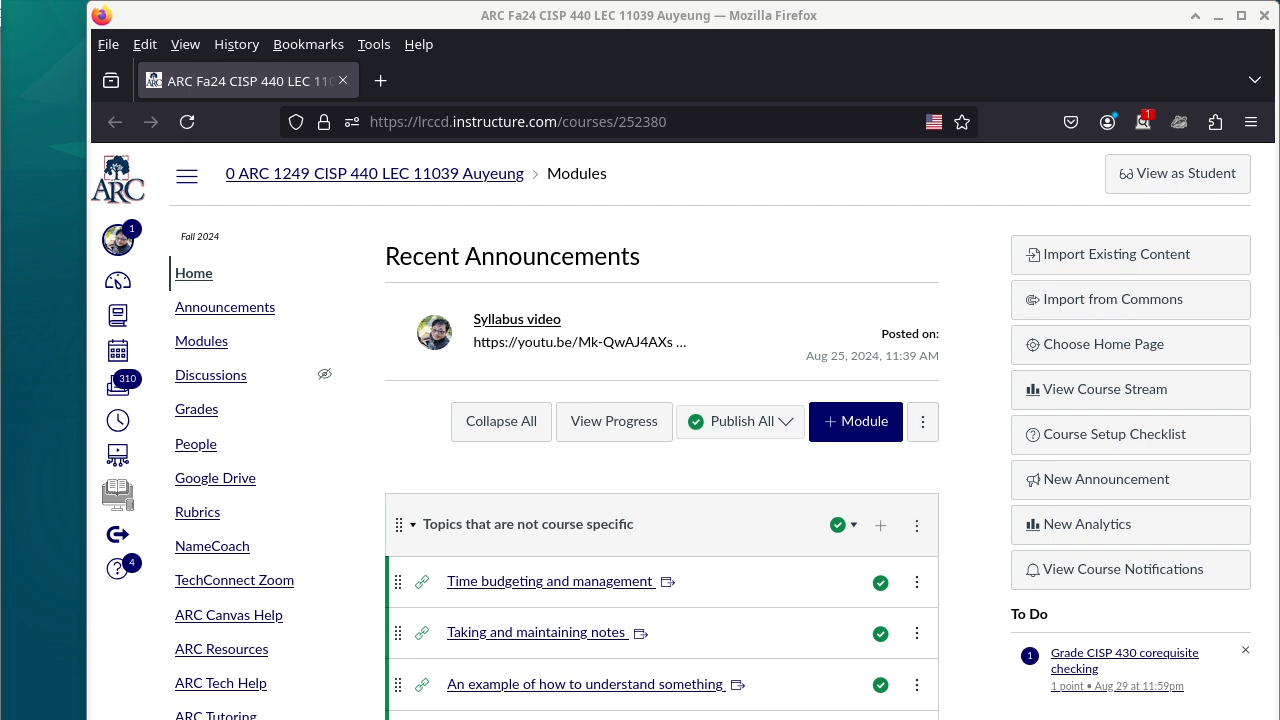 ARC Fa24 CISP 440 LEC 11039 Auyeung — Mozilla Firefox
File Edit View History Bookmarks Tools Help
ARC Fa24 CISP 440 LEC 110
https://lrccd.instructure.com/courses/252380
1
ARC
0 ARC 1249 CISP 440 LEC 11039 Auyeung > Modules
View as Student
1
310
4
Fall 2024
Home
Announcements
Modules
Discussions
Grades
People
Google Drive
Rubrics
NameCoach
TechConnect Zoom
ARC Canvas Help
ARC Resources
ARC Tech Help
ARC Tutoring
Recent Announcements
Syllabus video
https://youtu.be/Mk-QwAJ4AXs ...
Posted on:
Aug 25, 2024, 11:39 AM
Collapse All
View Progress
Publish All
+ Module
Topics that are not course specific
Time budgeting and management
Taking and maintaining notes
An example of how to understand something
Import Existing Content
Import from Commons
Choose Home Page
View Course Stream
Course Setup Checklist
New Announcement
New Analytics
View Course Notifications
To Do
1
Grade CISP 430 corequisite
checking
1 point • Aug 29 at 11:59pm